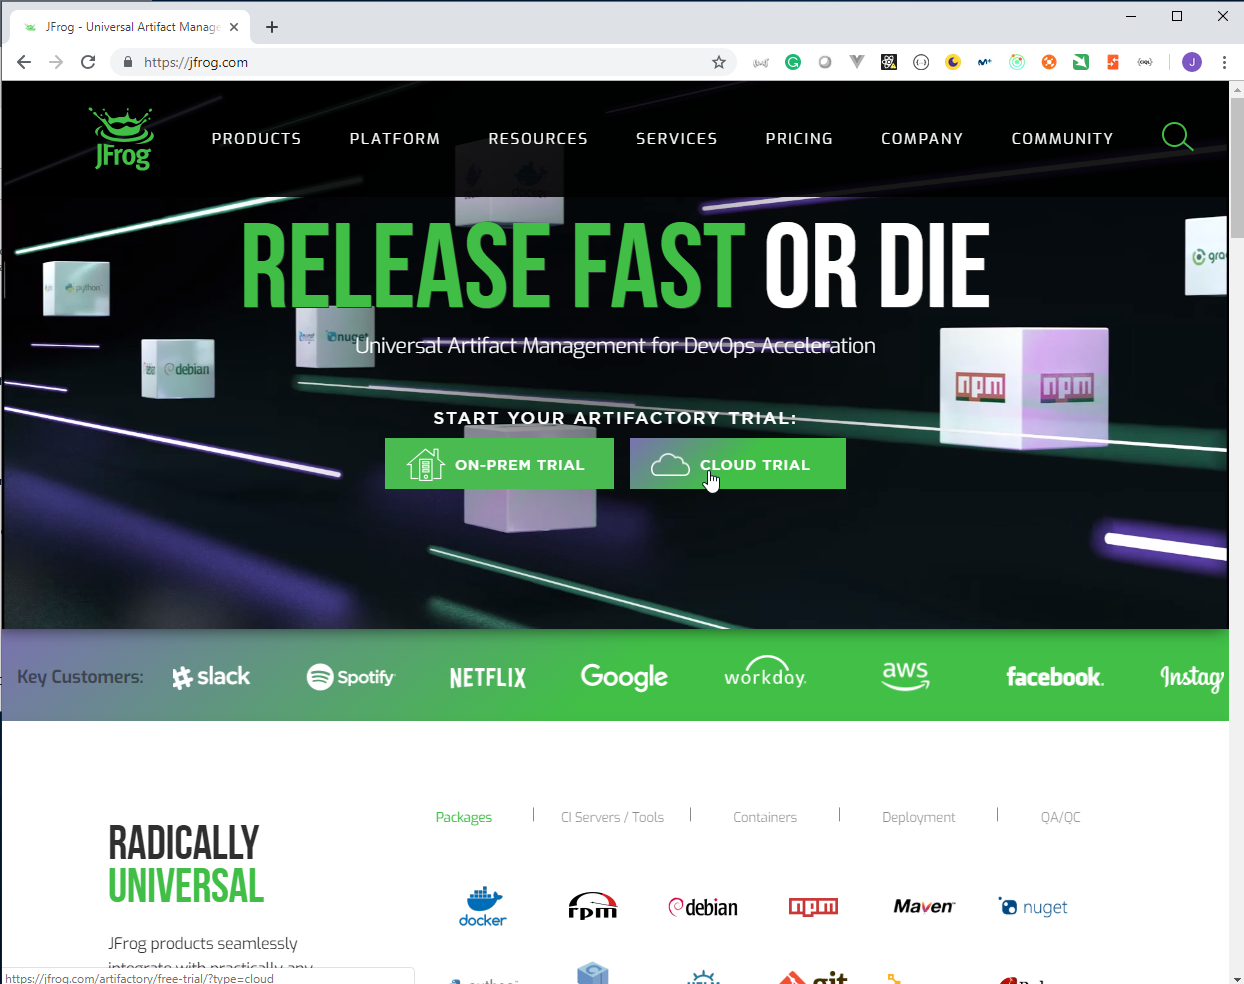 JFrog - Universal Artifact Manage
https://jfrog.com
J
JFrog
PRODUCTS
PLATFORM
RESOURCES
SERVICES
PRICING
COMPANY
COMMUNITY
RELEASE FAST OR DIE
Universal Artifact Management for DevOps Acceleration
START YOUR ARTIFACTORY TRIAL:
ON-PREM TRIAL
CLOUD TRIAL
python
debian
nuget
npm
npm
gra
Key Customers:
slack
Spotify
NETFLIX
Google
workday.
aws
facebook.
Instag
RADICALLY
UNIVERSAL
JFrog products seamlessly
integrate with practically any
Packages
CI Servers / Tools
Containers
Deployment
QA/QC
docker
rpm
debian
npm
Maven
nuget
python
git
https://jfrog.com/artifactory/free-trial/?type=cloud